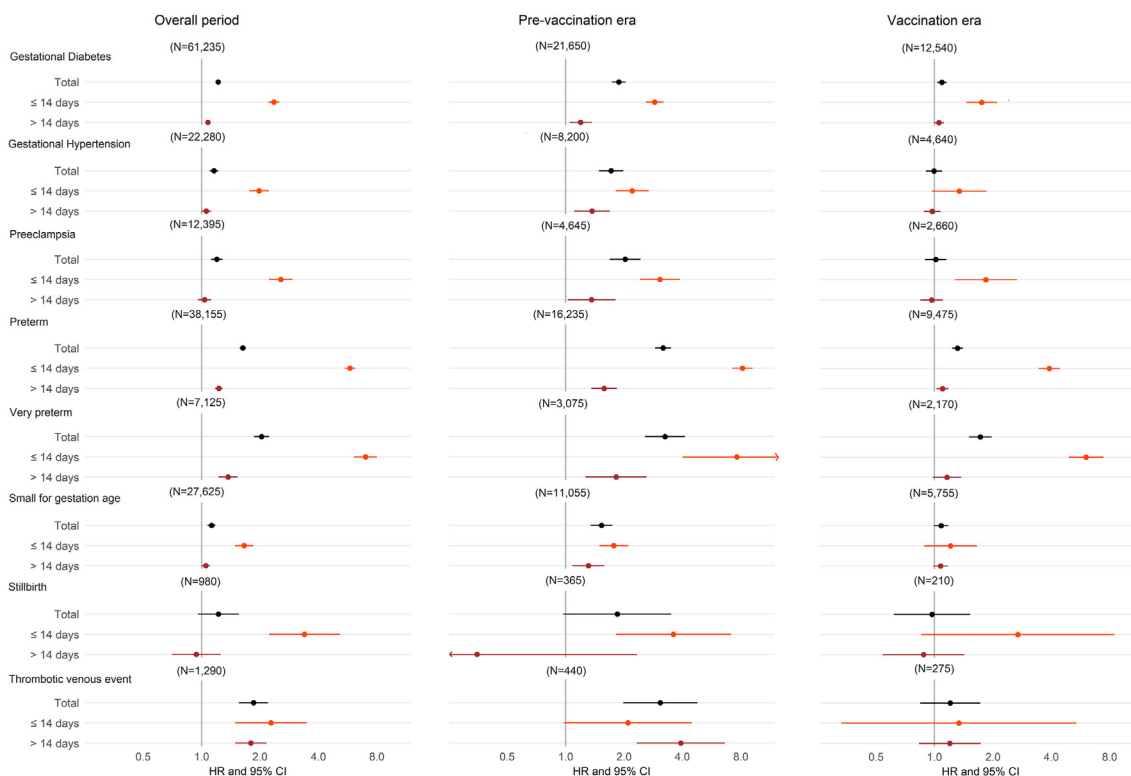 Overall period Pre-vaccination era Vaccination era
(N=61,235) (N=21,650) (N=12,540)
Gestational Diabetes
Total
≤ 14 days
> 14 days
(N=22,280) (N=8,200) (N=4,640)
Gestational Hypertension
Total
≤ 14 days
> 14 days
(N=12,395) (N=4,645) (N=2,660)
Preeclampsia
Total
≤ 14 days
> 14 days
(N=38,155) (N=16,235) (N=9,475)
Preterm
Total
≤ 14 days
> 14 days
(N=7,125) (N=3,075) (N=2,170)
Very preterm
Total
≤ 14 days
> 14 days
(N=27,625) (N=11,055) (N=5,755)
Small for gestation age
Total
≤ 14 days
> 14 days
(N=980) (N=365) (N=210)
Stillbirth
Total
≤ 14 days
> 14 days
(N=1,290) (N=440) (N=275)
Thrombotic venous event
Total
≤ 14 days
> 14 days
0.5 1.0 2.0 4.0 8.0 0.5 1.0 2.0 4.0 8.0 0.5 1.0 2.0 4.0 8.0
HR and 95% CI HR and 95% CI HR and 95% CI